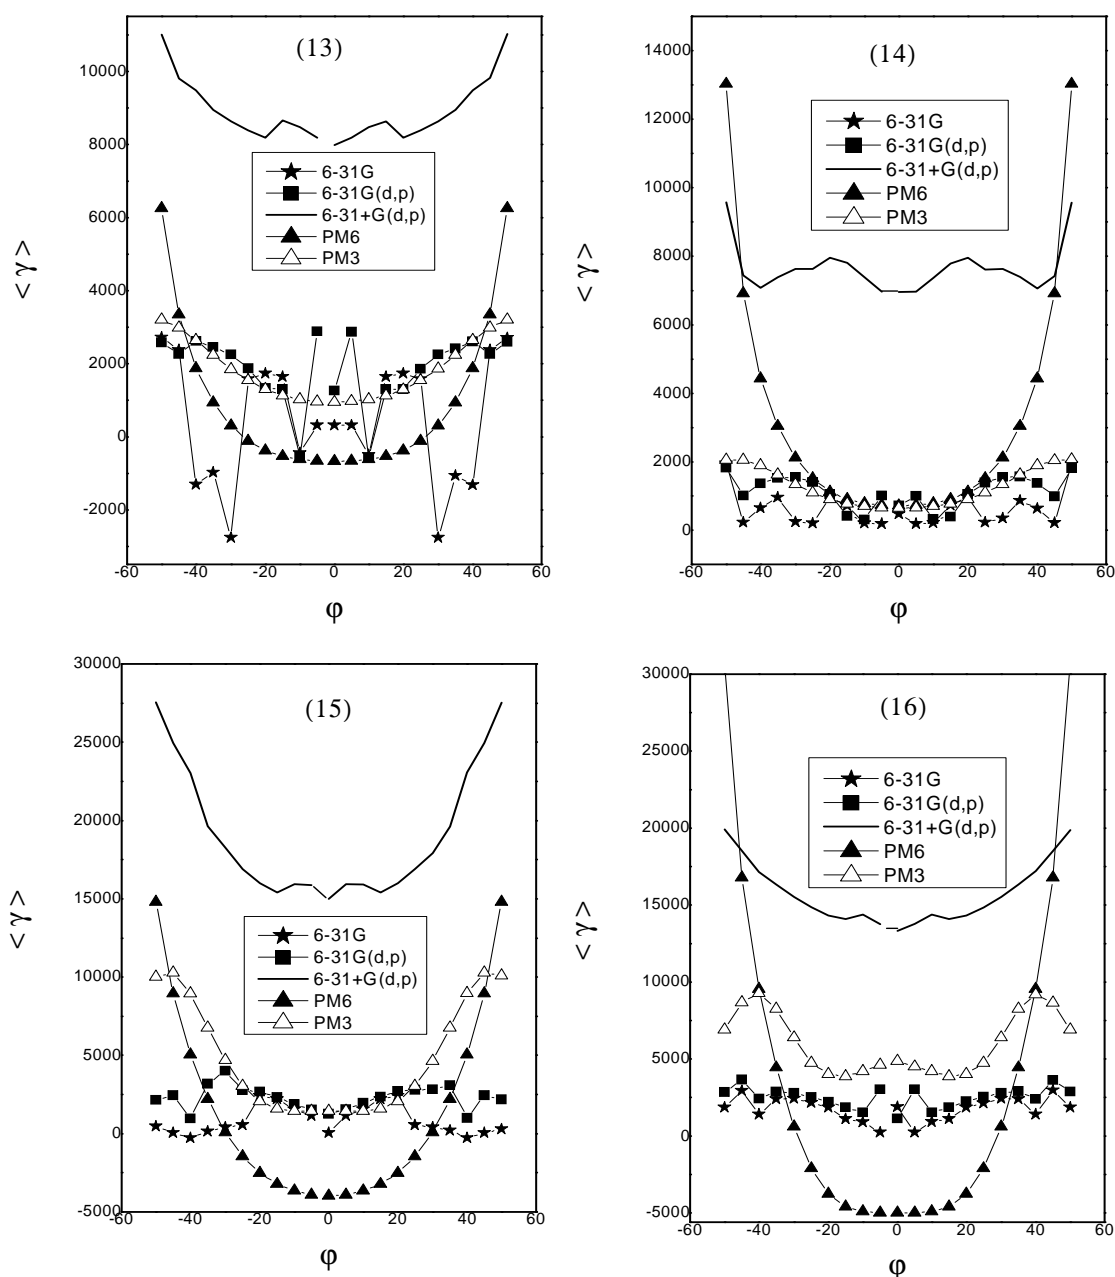 (13)
10000
8000
6000
4000
2000
0
-2000
-60
-40
-20
0
20
40
60
< γ >
φ
6-31G
6-31G(d,p)
6-31+G(d,p)
PM6
PM3
(14)
14000
12000
10000
8000
6000
4000
2000
0
-60
-40
-20
0
20
40
60
< γ >
φ
6-31G
6-31G(d,p)
6-31+G(d,p)
PM6
PM3
(15)
30000
25000
20000
15000
10000
5000
0
-5000
-60
-40
-20
0
20
40
60
< γ >
φ
6-31G
6-31G(d,p)
6-31+G(d,p)
PM6
PM3
(16)
30000
25000
20000
15000
10000
5000
0
-5000
-60
-40
-20
0
20
40
60
< γ >
φ
6-31G
6-31G(d,p)
6-31+G(d,p)
PM6
PM3